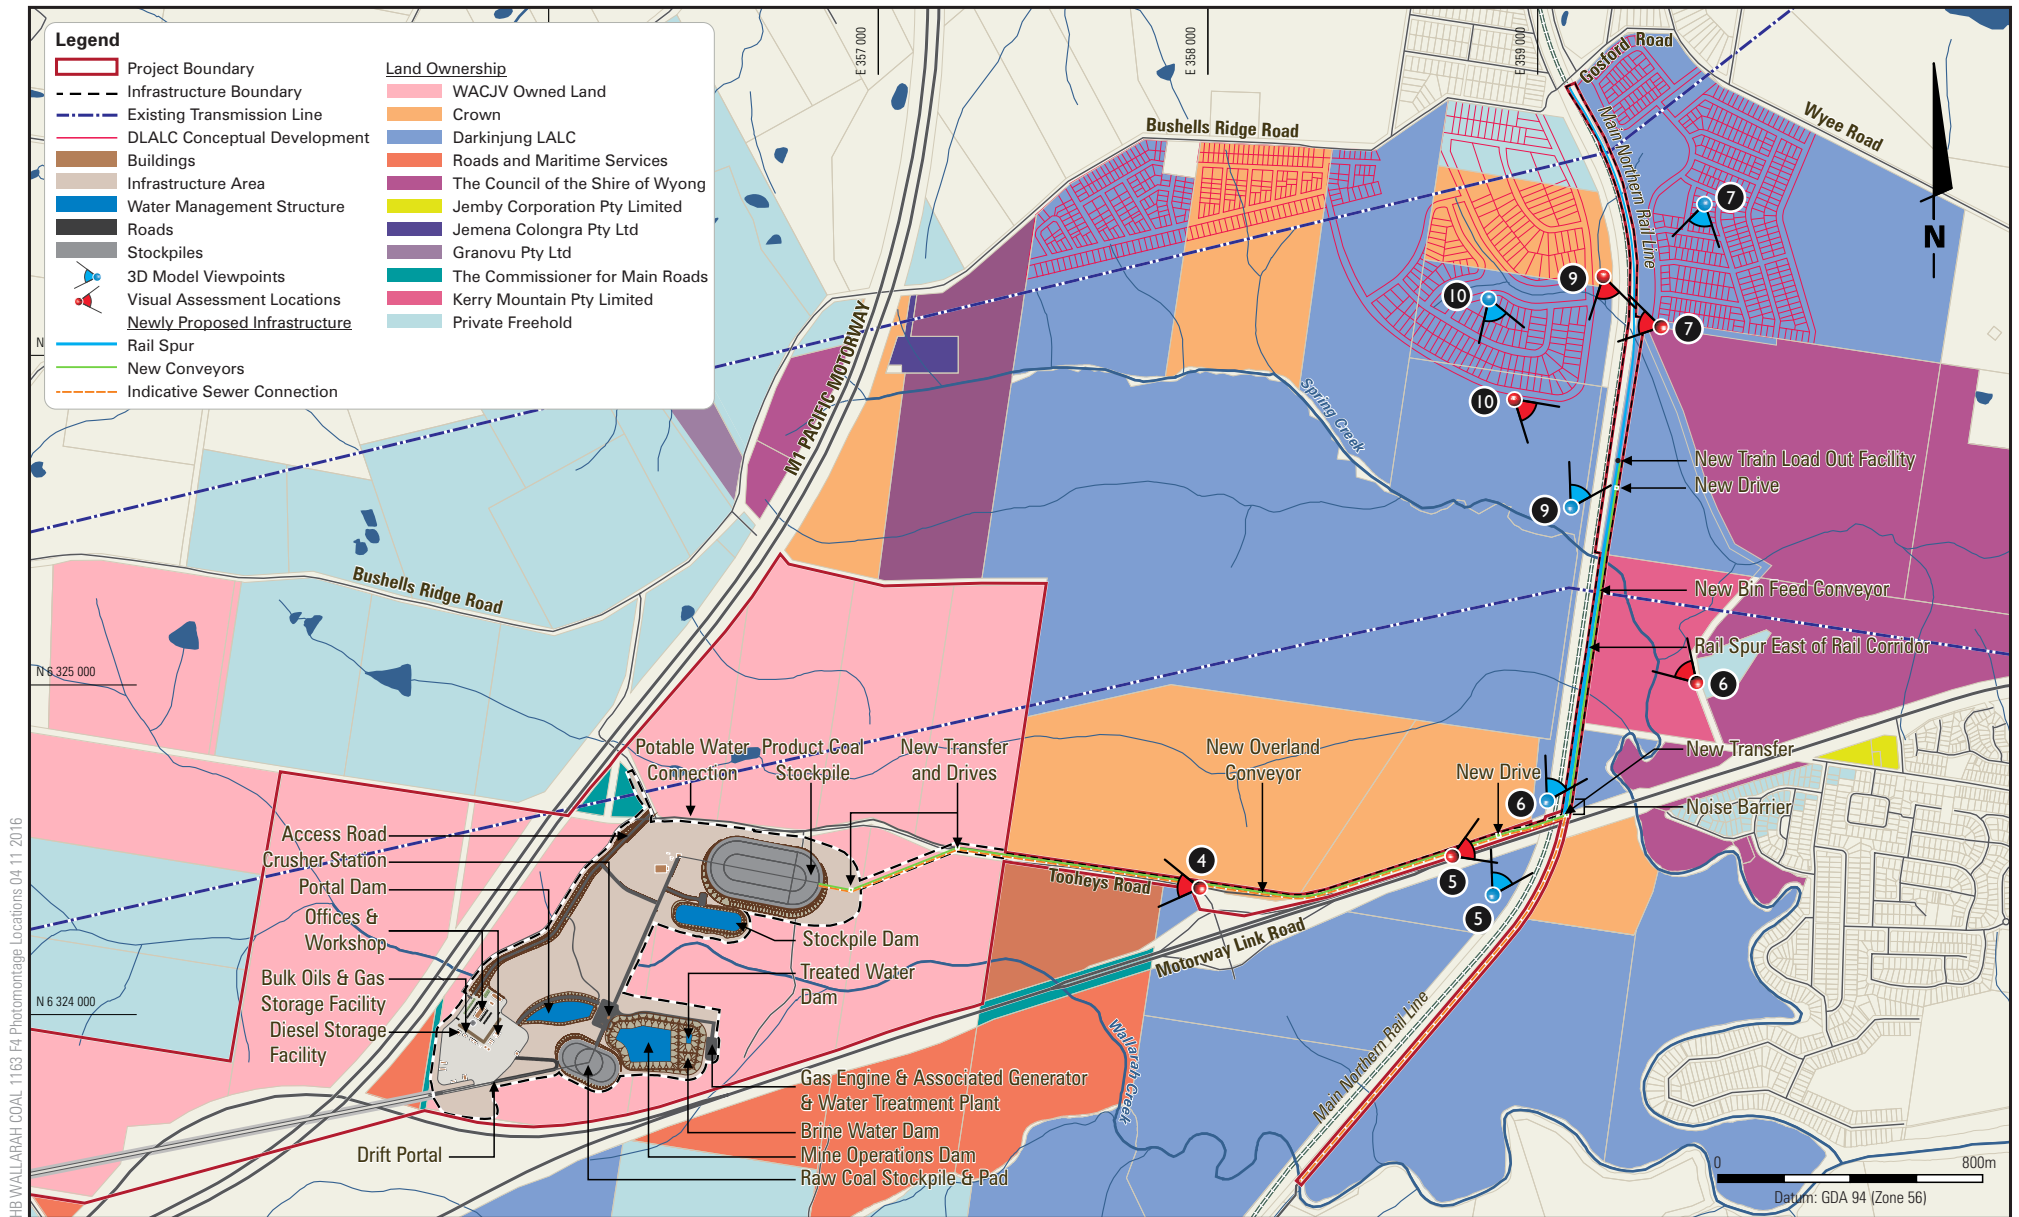 Legend
Project Boundary
Infrastructure Boundary
Existing Transmission Line
DLALC Conceptual Development
Buildings
Infrastructure Area
Water Management Structure
Roads
Stockpiles
3D Model Viewpoints
Visual Assessment Locations
Newly Proposed Infrastructure
Rail Spur
New Conveyors
Indicative Sewer Connection
Land Ownership
WACJV Owned Land
Crown
Darkinjung LALC
Roads and Maritime Services
The Council of the Shire of Wyong
Jemby Corporation Pty Limited
Jemena Colongra Pty Ltd
Granovu Pty Ltd
The Commissioner for Main Roads
Kerry Mountain Pty Limited
Private Freehold
E 357 000
E 358 000
E 359 000
Gosford Road
Wyee Road
Bushells Ridge Road
Main Northern Rail Line
N
7
9
10
7
10
M1 PACIFIC MOTORWAY
Spring Creek
New Train Load Out Facility
New Drive
9
Bushells Ridge Road
New Bin Feed Conveyor
Rail Spur East of Rail Corridor
6
N
N 6 325 000
Potable Water
Connection
Product Coal
Stockpile
New Transfer
and Drives
New Overland
Conveyor
New Drive
New Transfer
6
Noise Barrier
Access Road
Crusher Station
Portal Dam
Offices &
Workshop
Bulk Oils & Gas
Storage Facility
Diesel Storage
Facility
4
Tooheys Road
5
5
Stockpile Dam
Treated Water
Dam
Motorway Link Road
N 6 324 000
Wallarah Creek
Main Northern Rail Line
Gas Engine & Associated Generator
& Water Treatment Plant
Brine Water Dam
Mine Operations Dam
Raw Coal Stockpile & Pad
Drift Portal
0
800m
Datum: GDA 94 (Zone 56)
HB WALLARAH COAL 1163 F4 Photomontage Locations 04 11 2016